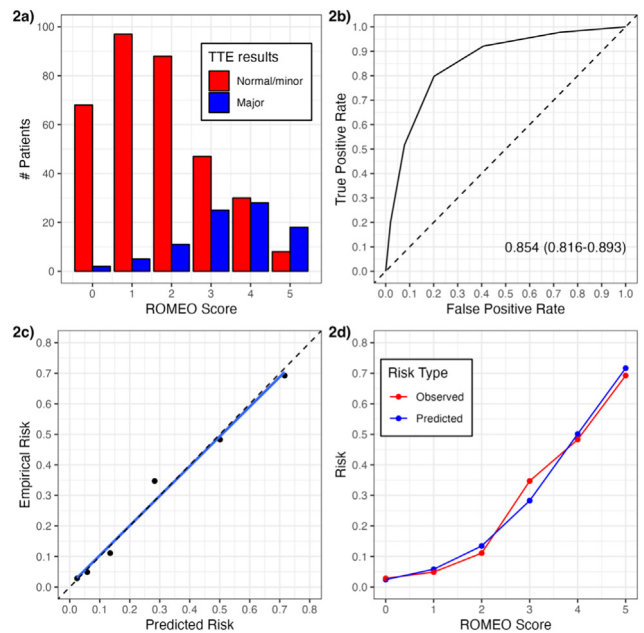 2a)
TTE results
Normal/minor
Major
# Patients
100
80
60
40
20
0
0 1 2 3 4 5
ROMEO Score
2b)
True Positive Rate
1.0
0.9
0.8
0.7
0.6
0.5
0.4
0.3
0.2
0.1
0.0
0.854 (0.816-0.893)
0.0 0.1 0.2 0.3 0.4 0.5 0.6 0.7 0.8 0.9 1.0
False Positive Rate
2c)
Empirical Risk
0.8
0.7
0.6
0.5
0.4
0.3
0.2
0.1
0.0
0.0 0.1 0.2 0.3 0.4 0.5 0.6 0.7 0.8
Predicted Risk
2d)
Risk Type
Observed
Predicted
Risk
0.8
0.7
0.6
0.5
0.4
0.3
0.2
0.1
0.0
0 1 2 3 4 5
ROMEO Score